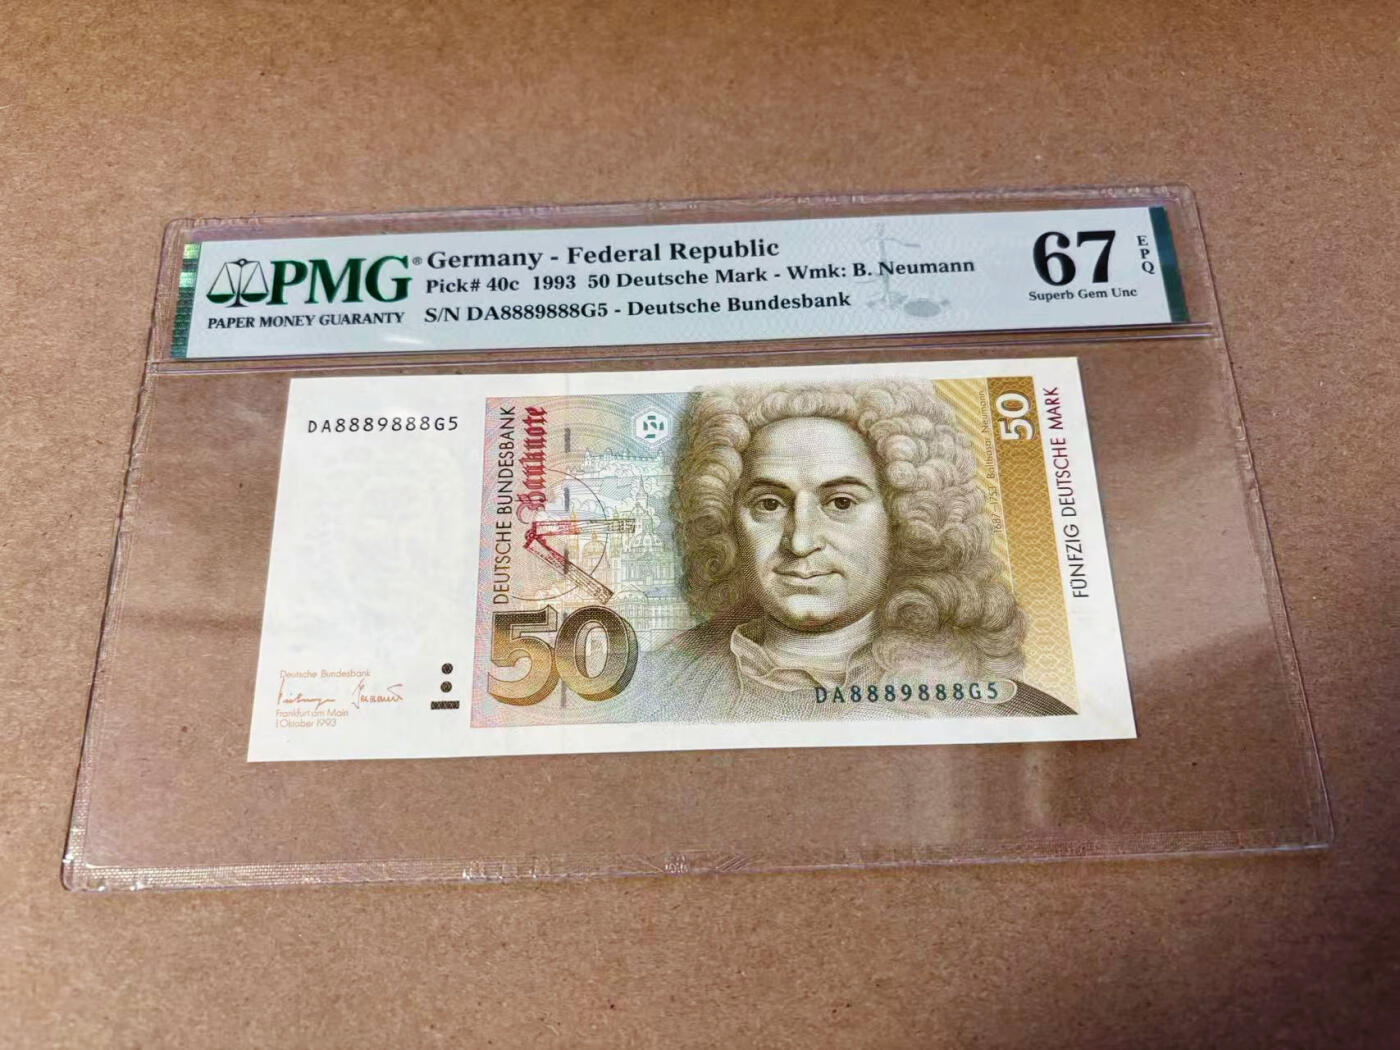 PMG®
PAPER MONEY GUARANTY
Germany - Federal Republic
Pick# 40c 1993 50 Deutsche Mark - Wmk: B. Neumann
S/N DA8889888G5 - Deutsche Bundesbank
67
EPQ
Superb Gem Unc
DA8889888G5
DEUTSCHE BUNDESBANK
Banknote
50
1687-1753 Balthasar Neumann
50
FÜNFZIG DEUTSCHE MARK
Deutsche Bundesbank
Frankfurt am Main
1. Oktober 1993
DA8889888G5